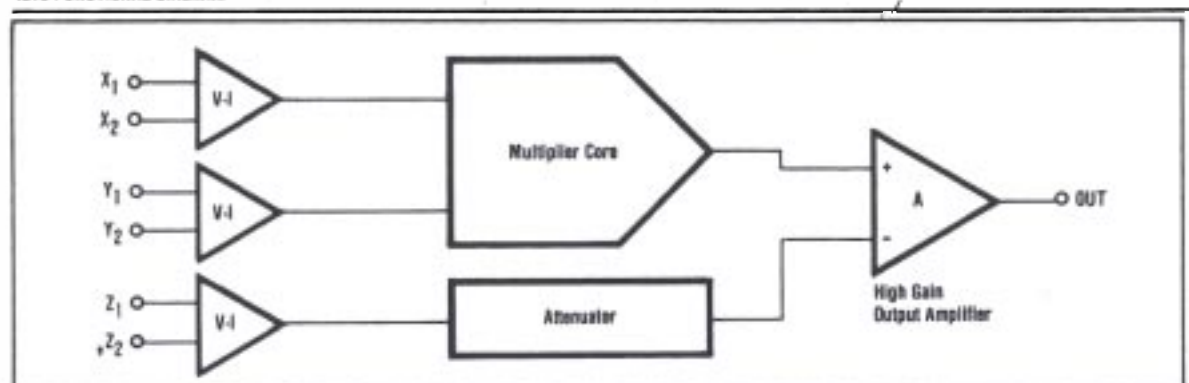 X1
V-I
X2
Multiplier Core
Y1
V-I
Y2
+
A
OUT
-
Z1
V-I
Attenuator
Z2
High Gain
Output Amplifier